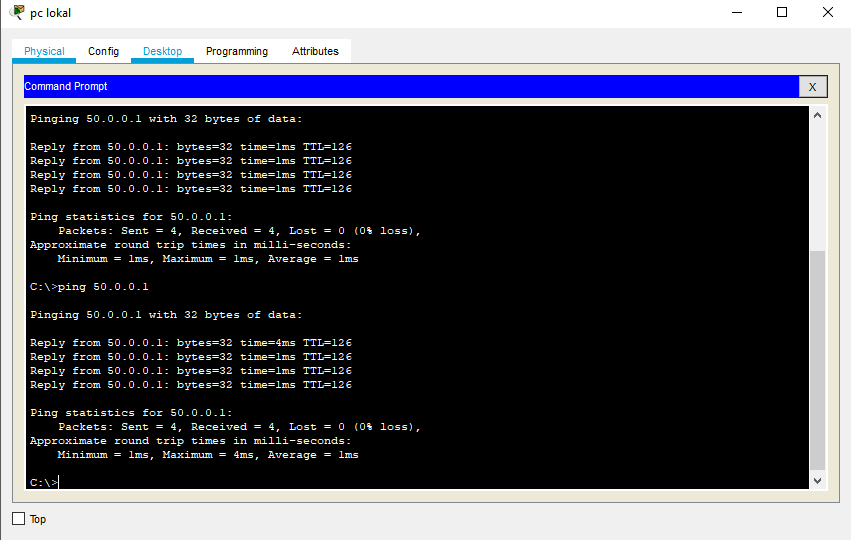 pc lokal
Physical Config Desktop Programming Attributes
Command Prompt
X
Pinging 50.0.0.1 with 32 bytes of data:
Reply from 50.0.0.1: bytes=32 time=1ms TTL=126
Reply from 50.0.0.1: bytes=32 time=1ms TTL=126
Reply from 50.0.0.1: bytes=32 time=1ms TTL=126
Reply from 50.0.0.1: bytes=32 time=1ms TTL=126
Ping statistics for 50.0.0.1:
Packets: Sent = 4, Received = 4, Lost = 0 (0% loss),
Approximate round trip times in milli-seconds:
Minimum = 1ms, Maximum = 1ms, Average = 1ms
C:\>ping 50.0.0.1
Pinging 50.0.0.1 with 32 bytes of data:
Reply from 50.0.0.1: bytes=32 time=4ms TTL=126
Reply from 50.0.0.1: bytes=32 time=1ms TTL=126
Reply from 50.0.0.1: bytes=32 time=1ms TTL=126
Reply from 50.0.0.1: bytes=32 time=1ms TTL=126
Ping statistics for 50.0.0.1:
Packets: Sent = 4, Received = 4, Lost = 0 (0% loss),
Approximate round trip times in milli-seconds:
Minimum = 1ms, Maximum = 4ms, Average = 1ms
C:\>
Top